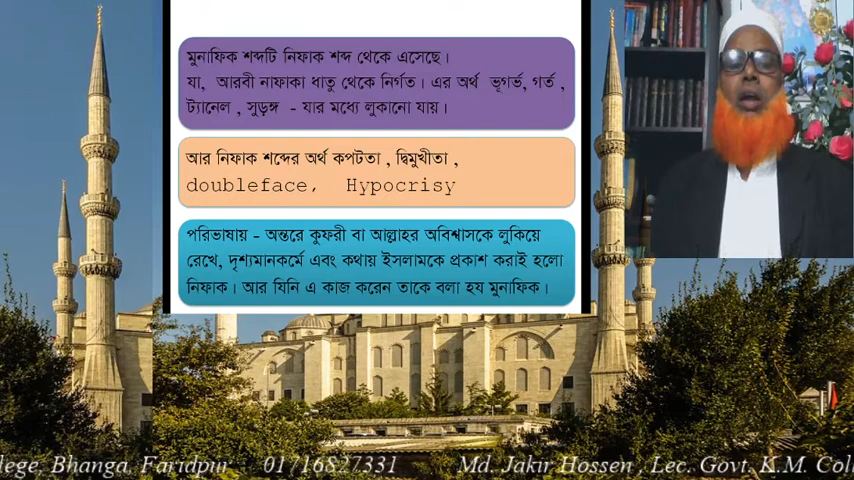 মুনাফিক শব্দটি নিফাক শব্দ থেকে এসেছে।
যা, আরবী নাফাকা ধাতু থেকে নির্গত। এর অর্থ ভূগর্ভ, গর্ত ,
ট্যানেল , সুড়ঙ্গ - যার মধ্যে লুকানো যায়।
আর নিফাক শব্দের অর্থ কপটতা , দ্বিমুখীতা ,
doubleface, Hypocrisy
পরিভাষায় - অন্তরে কুফরী বা আল্লাহর অবিশ্বাসকে লুকিয়ে
রেখে, দৃশ্যমানকর্মে এবং কথায় ইসলামকে প্রকাশ করাই হলো
নিফাক। আর যিনি এ কাজ করেন তাকে বলা হয মুনাফিক।
lege, Bhanga, Faridpur 01716827331 Md. Jakir Hossen , Lec. Govt. K.M. Coll